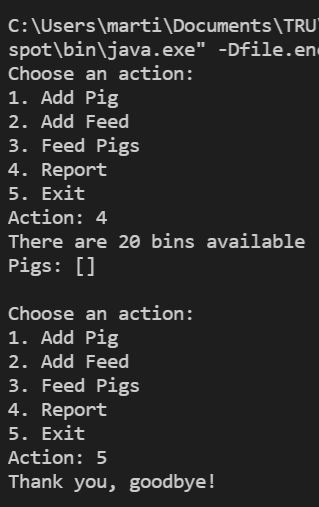 C:\Users\marti\Documents\TRU
spot\bin\java.exe" -Dfile.enc
Choose an action:
1. Add Pig
2. Add Feed
3. Feed Pigs
4. Report
5. Exit
Action: 4
There are 20 bins available
Pigs: []

Choose an action:
1. Add Pig
2. Add Feed
3. Feed Pigs
4. Report
5. Exit
Action: 5
Thank you, goodbye!